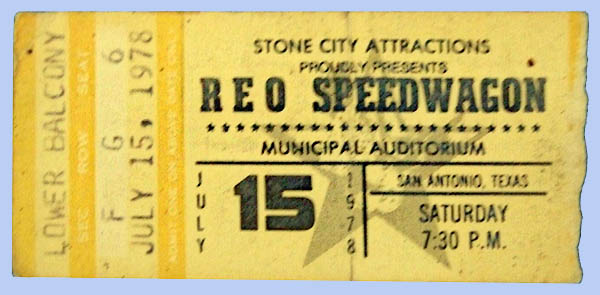 LOWER BALCONY
SEC ROW SEAT
F G 6
JULY 15, 1978
STONE CITY ATTRACTIONS
PROUDLY PRESENTS
REO SPEEDWAGON
MUNICIPAL AUDITORIUM
JULY
15
1978
SAN ANTONIO, TEXAS
SATURDAY
7:30 P.M.